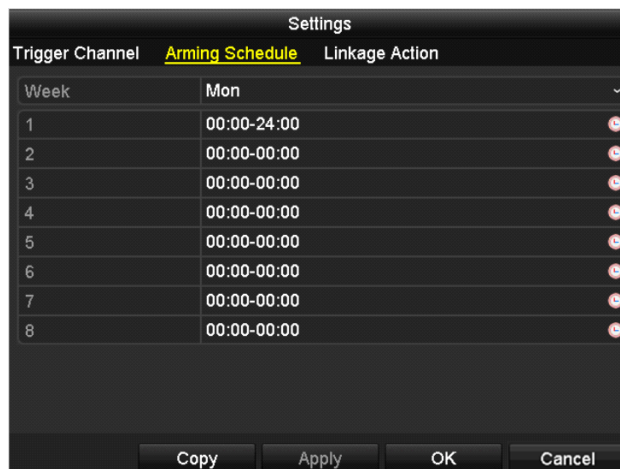 Settings
Trigger Channel Arming Schedule Linkage Action
Week Mon
1 00:00-24:00
2 00:00-00:00
3 00:00-00:00
4 00:00-00:00
5 00:00-00:00
6 00:00-00:00
7 00:00-00:00
8 00:00-00:00
Copy Apply OK Cancel